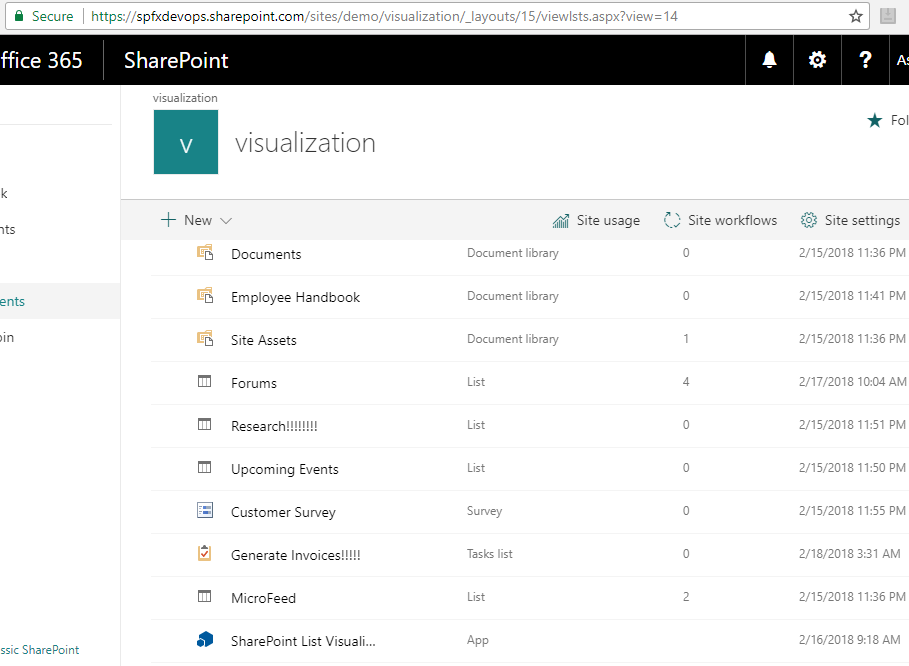 Secure https://spfxdevops.sharepoint.com/sites/demo/visualization/_layouts/15/viewlsts.aspx?view=14
ffice 365 SharePoint ? As
visualization
V visualization Fol
k
nts
ents
oin
New Site usage Site workflows Site settings
Documents Document library 0 2/15/2018 11:36 PM
Employee Handbook Document library 0 2/15/2018 11:41 PM
Site Assets Document library 1 2/15/2018 11:36 PM
Forums List 4 2/17/2018 10:04 AM
Research!!!!!!!! List 0 2/15/2018 11:51 PM
Upcoming Events List 0 2/15/2018 11:50 PM
Customer Survey Survey 0 2/15/2018 11:55 PM
Generate Invoices!!!!! Tasks list 0 2/18/2018 3:31 AM
MicroFeed List 2 2/15/2018 11:36 PM
SharePoint List Visuali... App 2/16/2018 9:18 AM
ssic SharePoint